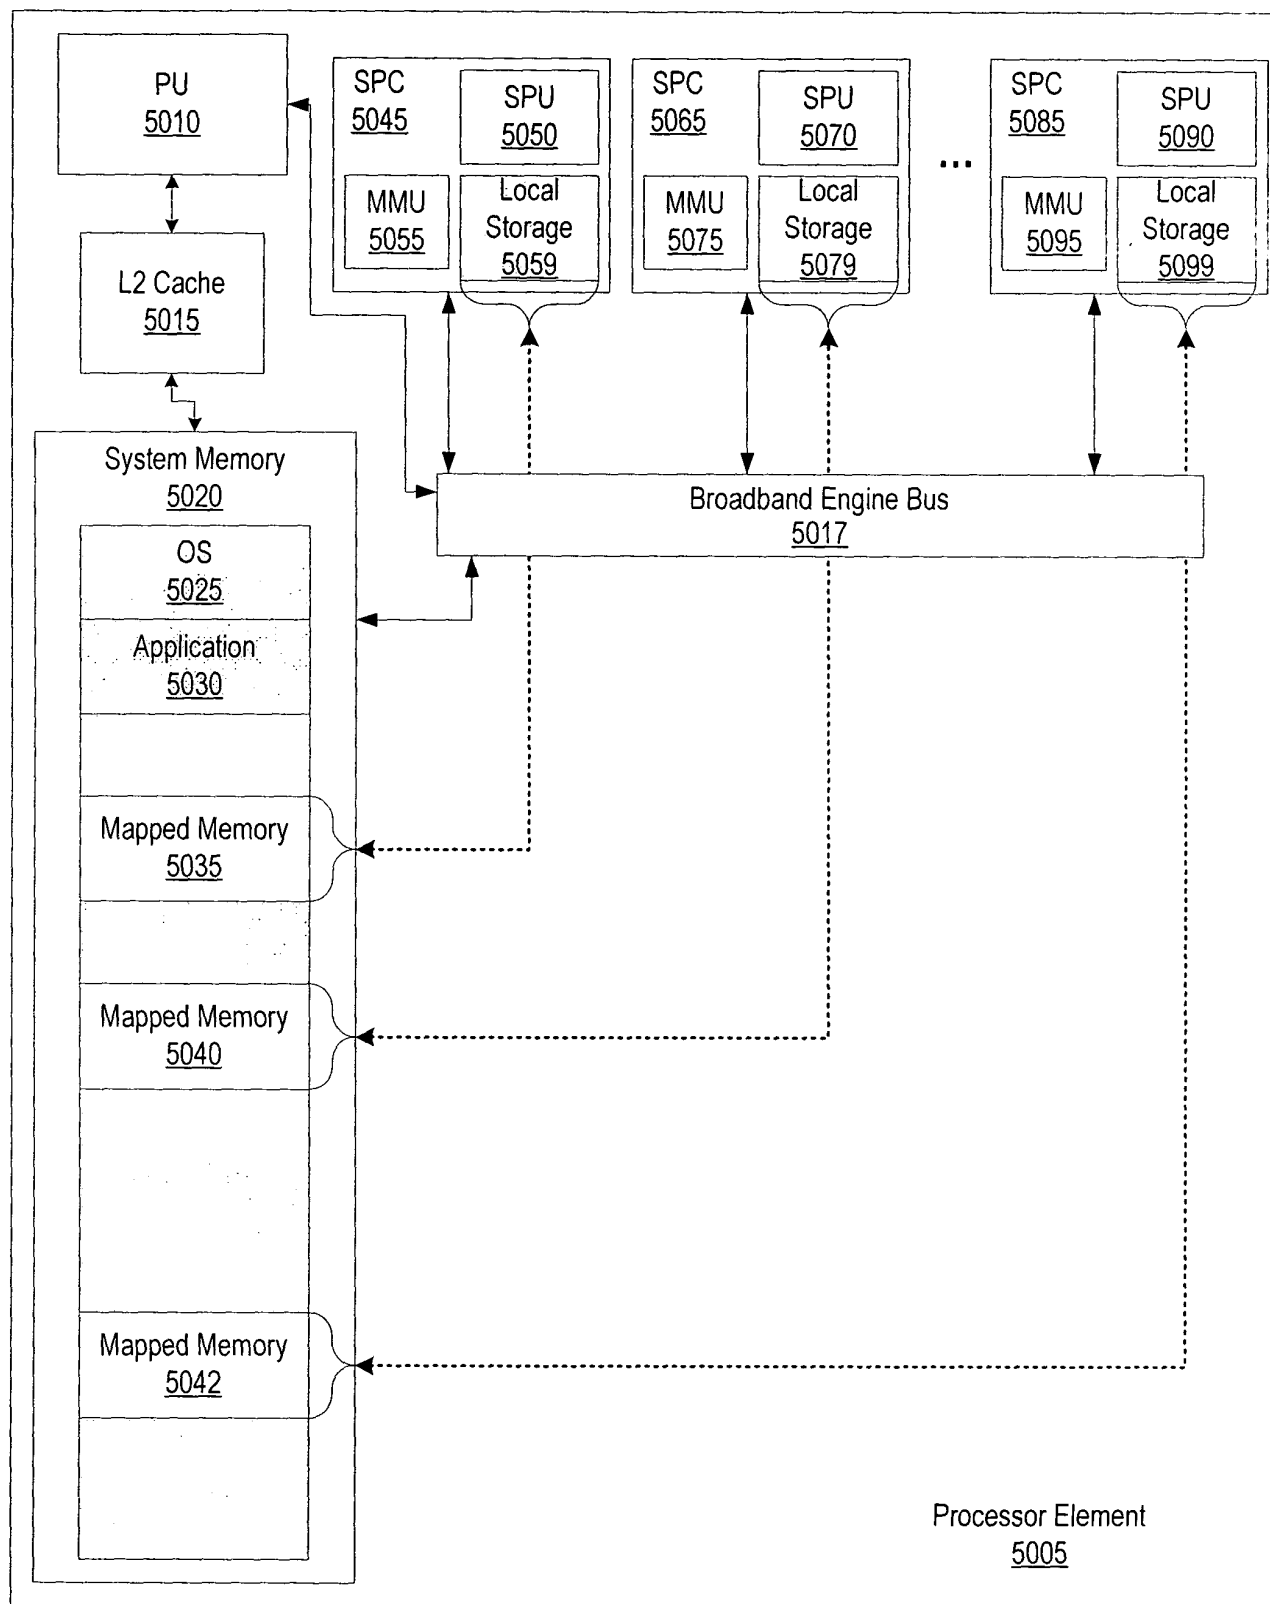 PU
5010
L2 Cache
5015
SPC
5045
SPU
5050
MMU
5055
Local
Storage
5059
SPC
5065
SPU
5070
MMU
5075
Local
Storage
5079
...
SPC
5085
SPU
5090
MMU
5095
Local
Storage
5099
System Memory
5020
OS
5025
Application
5030
Mapped Memory
5035
Mapped Memory
5040
Mapped Memory
5042
Broadband Engine Bus
5017
Processor Element
5005